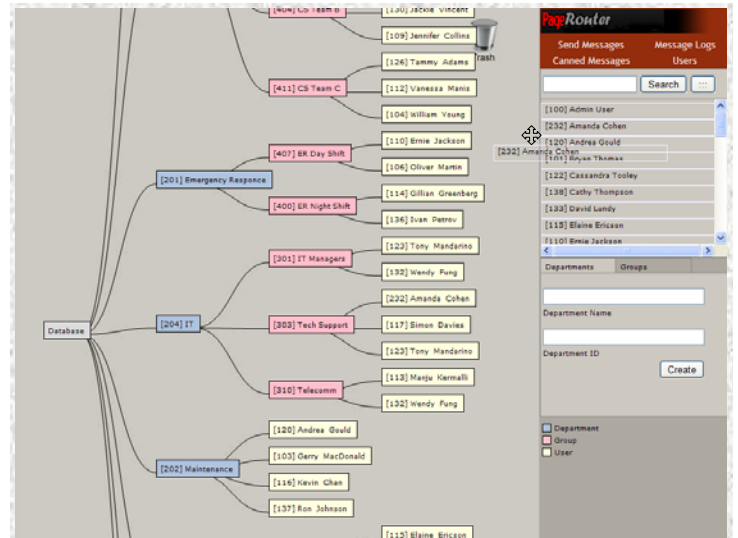 [404] CS Team B
[130] Jackie Vincent
[109] Jennifer Collins
Trash
[411] CS Team C
[126] Tammy Adams
[112] Vanessa Manis
[104] William Young
[201] Emergency Responce
[407] ER Day Shift
[110] Ernie Jackson
[106] Oliver Martin
[400] ER Night Shift
[114] Gillian Greenberg
[136] Ivan Petrov
Database
[204] IT
[301] IT Managers
[123] Tony Mandarino
[132] Wendy Fung
[303] Tech Support
[232] Amanda Cohen
[117] Simon Davies
[123] Tony Mandarino
[310] Telecomm
[113] Manju Kermalli
[132] Wendy Fung
[202] Maintenance
[120] Andrea Gould
[103] Gerry MacDonald
[116] Kevin Chan
[137] Ron Johnson
[115] Elaine Ericson
PageRouter
Send Messages Message Logs
Canned Messages Users
Search :::
[100] Admin User
[232] Amanda Cohen
[120] Andrea Gould
[232] Amanda Cohen
[101] Bryan Thomas
[122] Cassandra Tooley
[138] Cathy Thompson
[133] David Landy
[115] Elaine Ericson
[110] Ernie Jackson
Departments Groups
Department Name
Department ID
Create
Department
Group
User